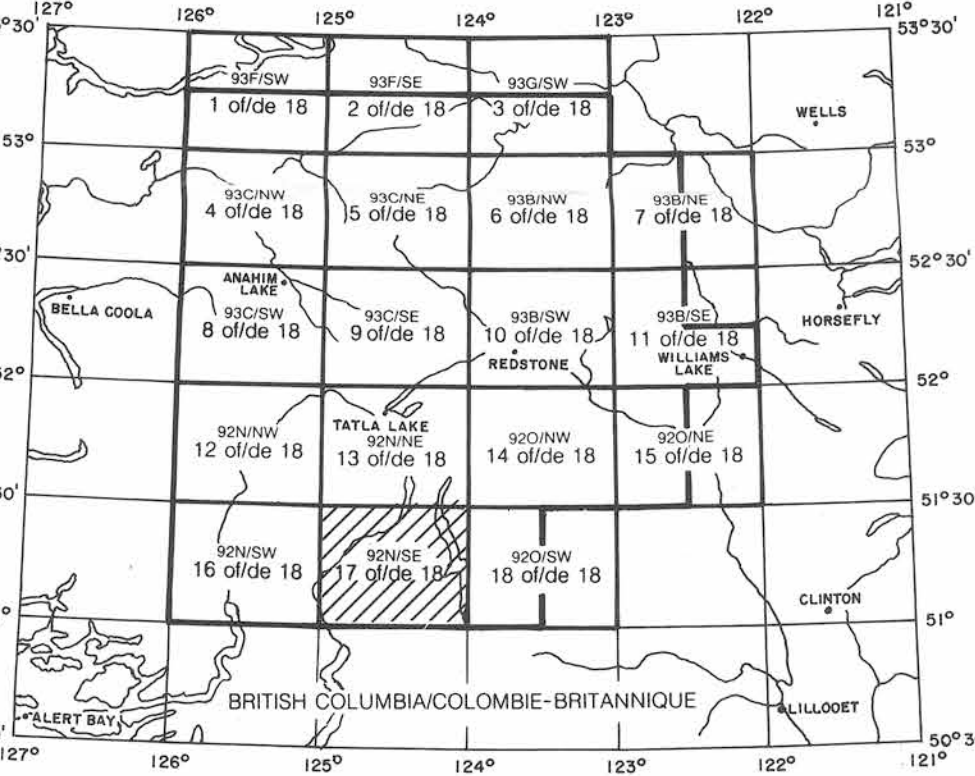 127° 126° 125° 124° 123° 122° 121°
°30' 53°30'
93F/SW 93F/SE 93G/SW
1 of/de 18 2 of/de 18 3 of/de 18
WELLS
53° 53°
93C/NW 93C/NE 93B/NW 93B/NE
4 of/de 18 5 of/de 18 6 of/de 18 7 of/de 18
30' 52°30'
ANAHIM
LAKE
BELLA COOLA
93C/SW 93C/SE 93B/SW 93B/SE
8 of/de 18 9 of/de 18 10 of/de 18 11 of/de 18
HORSEFLY
REDSTONE
WILLIAMS
LAKE
52° 52°
TATLA LAKE
92N/NW 92N/NE 92O/NW 92O/NE
12 of/de 18 13 of/de 18 14 of/de 18 15 of/de 18
30' 51°30'
92N/SW 92N/SE 92O/SW
16 of/de 18 17 of/de 18 18 of/de 18
CLINTON
° 51°
BRITISH COLUMBIA/COLOMBIE-BRITANNIQUE
ALERT BAY
LILLOOET
' 50°3
127° 126° 125° 124° 123° 122° 121°